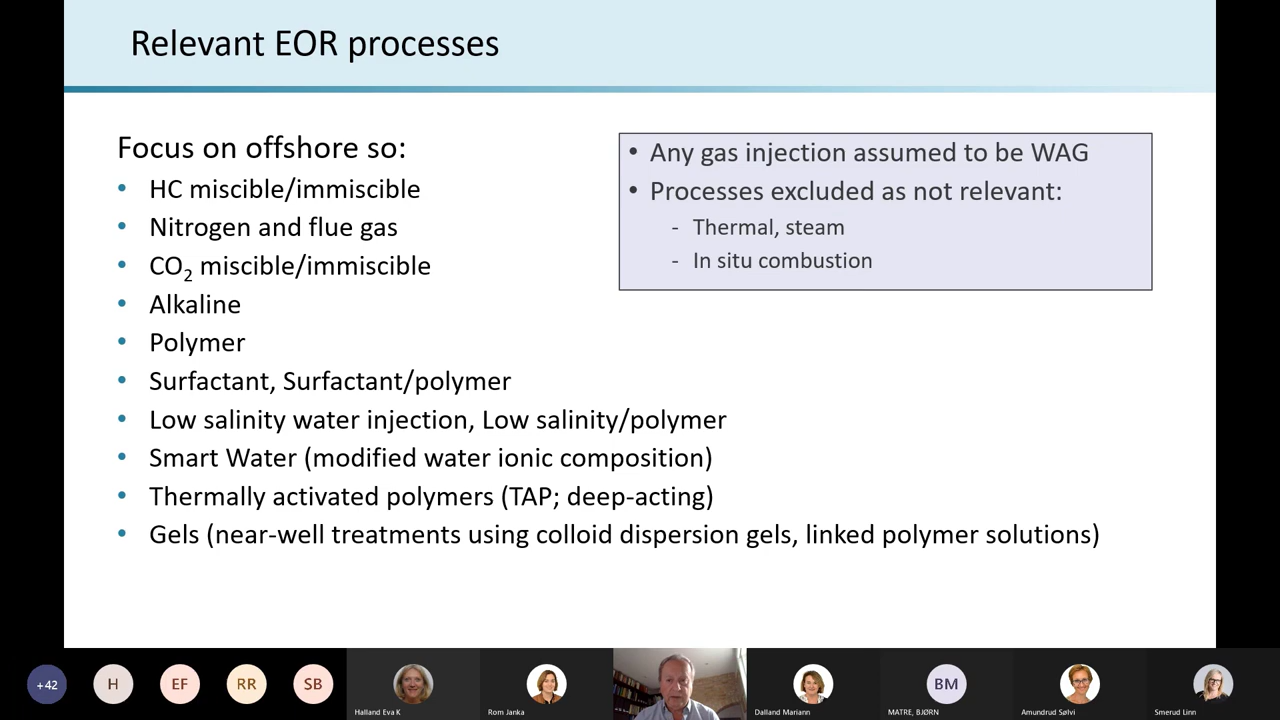 Relevant EOR processes
Focus on offshore so:
• HC miscible/immiscible
• Nitrogen and flue gas
• CO₂ miscible/immiscible
• Alkaline
• Polymer
• Surfactant, Surfactant/polymer
• Low salinity water injection, Low salinity/polymer
• Smart Water (modified water ionic composition)
• Thermally activated polymers (TAP; deep-acting)
• Gels (near-well treatments using colloid dispersion gels, linked polymer solutions)
• Any gas injection assumed to be WAG
• Processes excluded as not relevant:
- Thermal, steam
- In situ combustion
+42
H
EF
RR
SB
Halland Eva K
Rom Janka
Dalland Mariann
BM
MATRE, BJØRN
Amundrud Sølvi
Smerud Linn